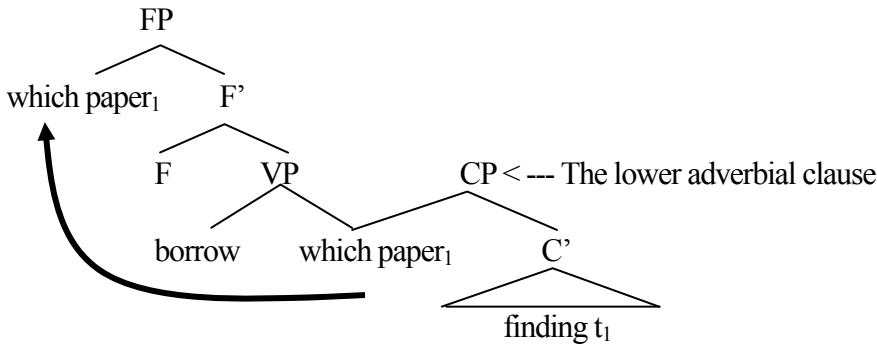 FP
which paper₁ F’
F VP CP < --- The lower adverbial clause
borrow which paper₁ C’
finding t₁